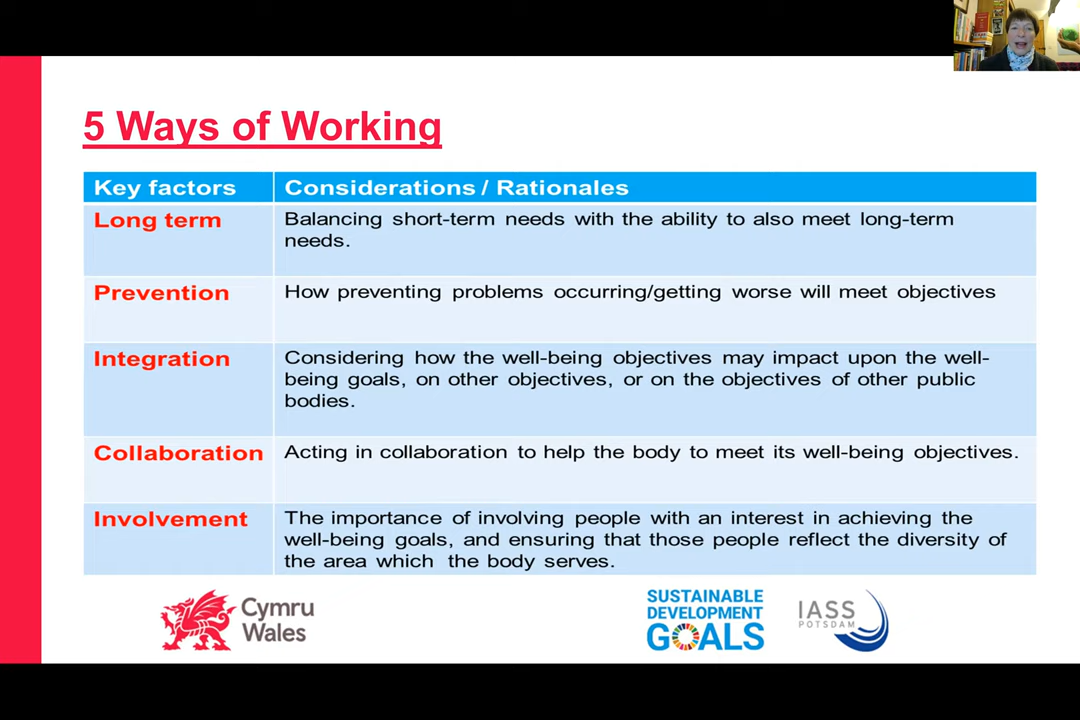 5 Ways of Working
Key factors
Considerations / Rationales
Long term
Balancing short-term needs with the ability to also meet long-term
needs.
Prevention
How preventing problems occurring/getting worse will meet objectives
Integration
Considering how the well-being objectives may impact upon the well-
being goals, on other objectives, or on the objectives of other public
bodies.
Collaboration
Acting in collaboration to help the body to meet its well-being objectives.
Involvement
The importance of involving people with an interest in achieving the
well-being goals, and ensuring that those people reflect the diversity of
the area which the body serves.
Cymru
Wales
SUSTAINABLE
DEVELOPMENT
GOALS
IASS
POTSDAM